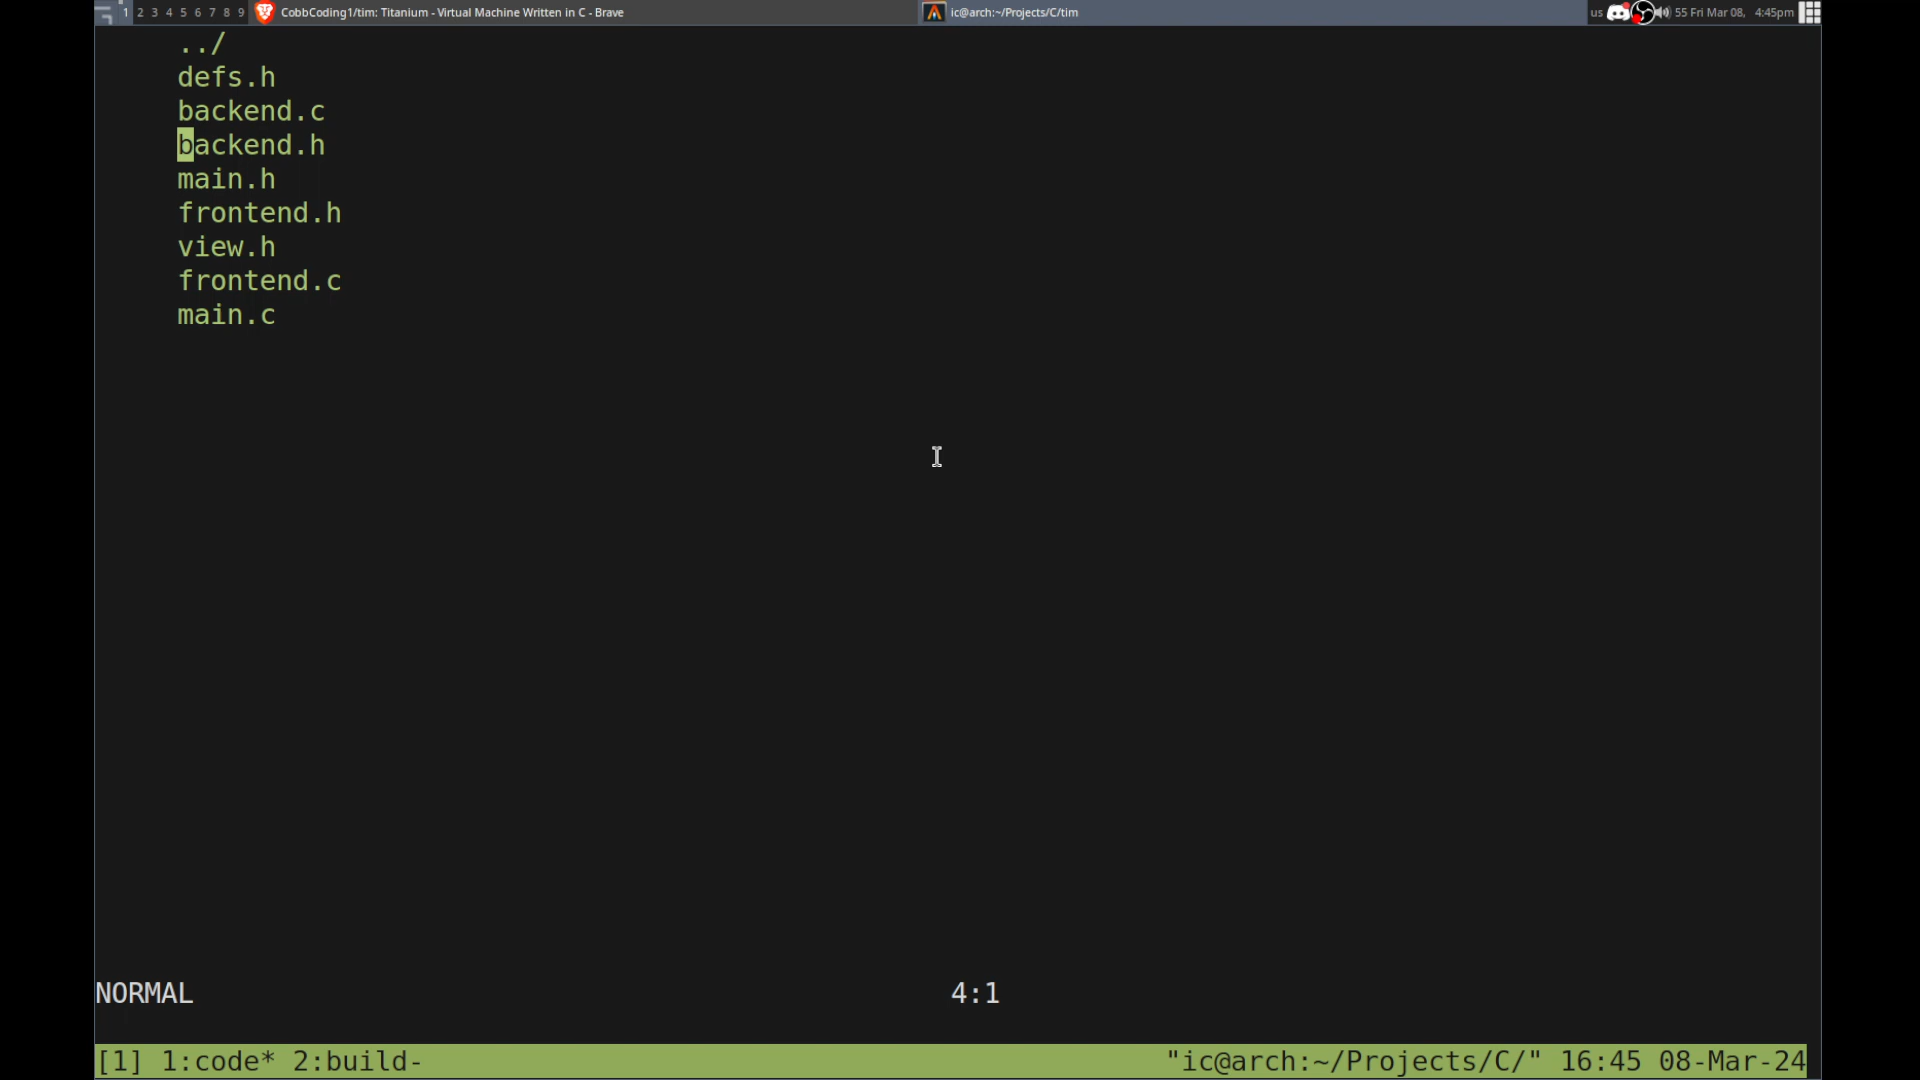 1 2 3 4 5 6 7 8 9 CobbCoding1/tim: Titanium - Virtual Machine Written in C - Brave ic@arch:~/Projects/C/tim us 55 Fri Mar 08, 4:45pm
../
defs.h
backend.c
backend.h
main.h
frontend.h
view.h
frontend.c
main.c
NORMAL 4:1
[1] 1:code* 2:build- "ic@arch:~/Projects/C/" 16:45 08-Mar-24